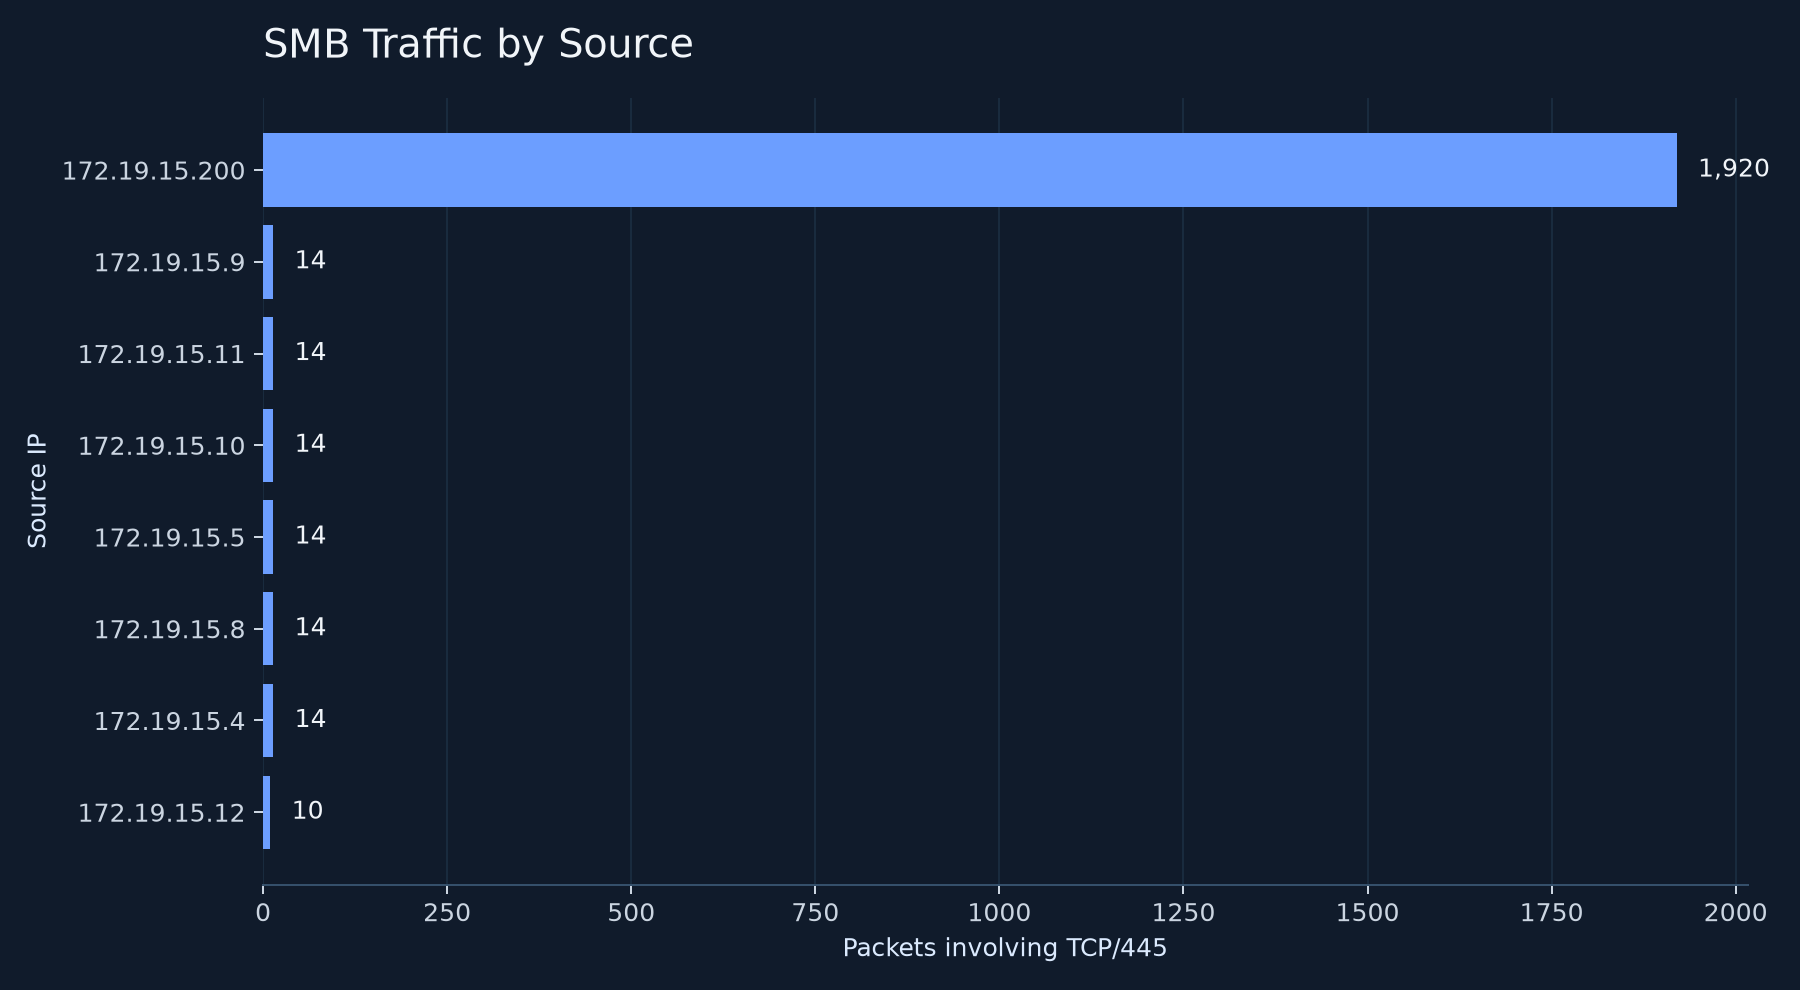 SMB Traffic by Source
172.19.15.200 1,920
172.19.15.9 14
172.19.15.11 14
172.19.15.10 14
172.19.15.5 14
172.19.15.8 14
172.19.15.4 14
172.19.15.12 10
Source IP
0 250 500 750 1000 1250 1500 1750 2000
Packets involving TCP/445